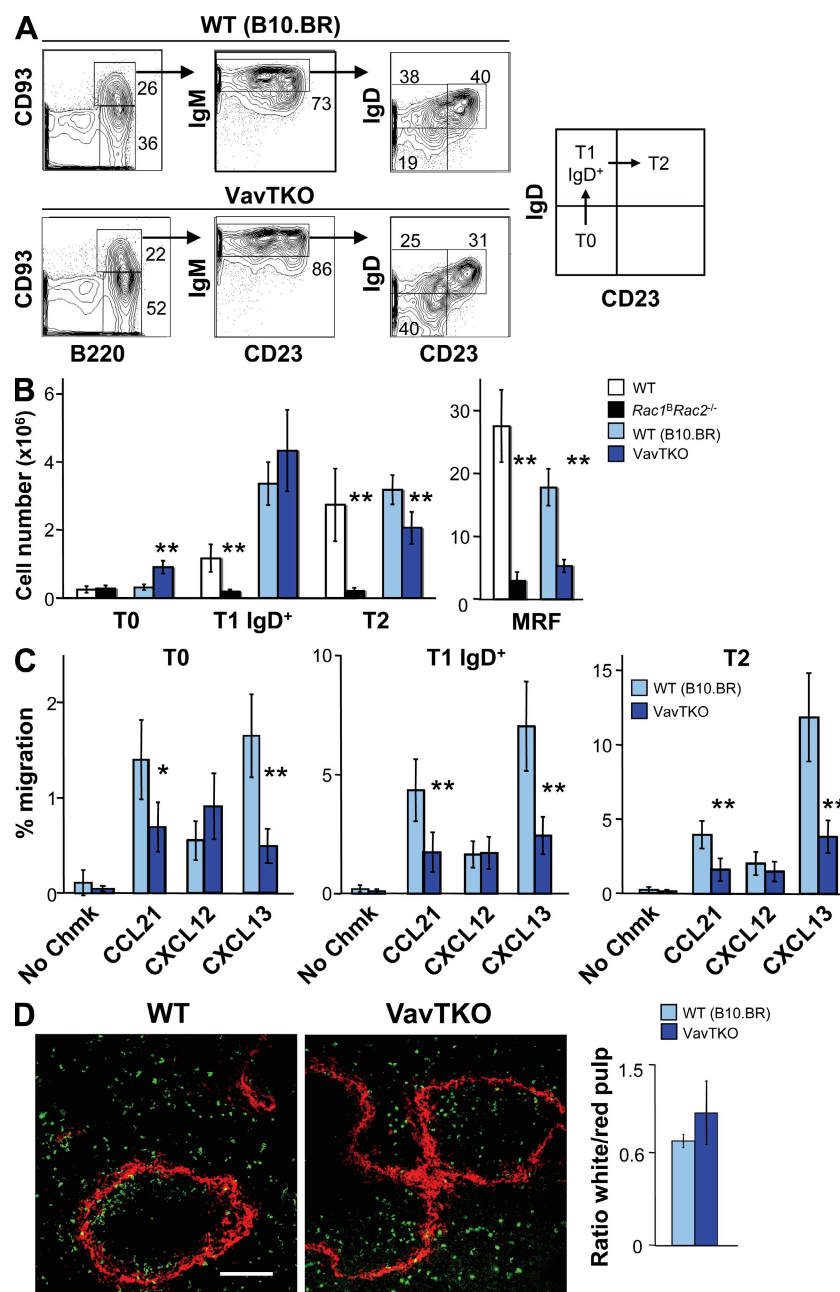 A
WT (B10.BR)
CD93
26
36
IgM
73
IgD
38 40
19
VavTKO
CD93
22
52
B220
IgM
86
CD23
IgD
25 31
40
CD23
IgD
T1
IgD+
T2
T0
CD23
B
Cell number (x10⁶)
6
4
2
0
** ** ** **
T0 T1 IgD+ T2
30
20
10
0
** **
MRF
WT
Rac1ᴮRac2-/-
WT (B10.BR)
VavTKO
C
% migration
T0
2
1
0
* **
No Chmk CCL21 CXCL12 CXCL13
T1 IgD+
10
5
0
** **
No Chmk CCL21 CXCL12 CXCL13
T2
15
10
5
0
WT (B10.BR)
VavTKO
** **
No Chmk CCL21 CXCL12 CXCL13
D
WT VavTKO
WT (B10.BR)
VavTKO
Ratio white/red pulp
1.5
0.6
0